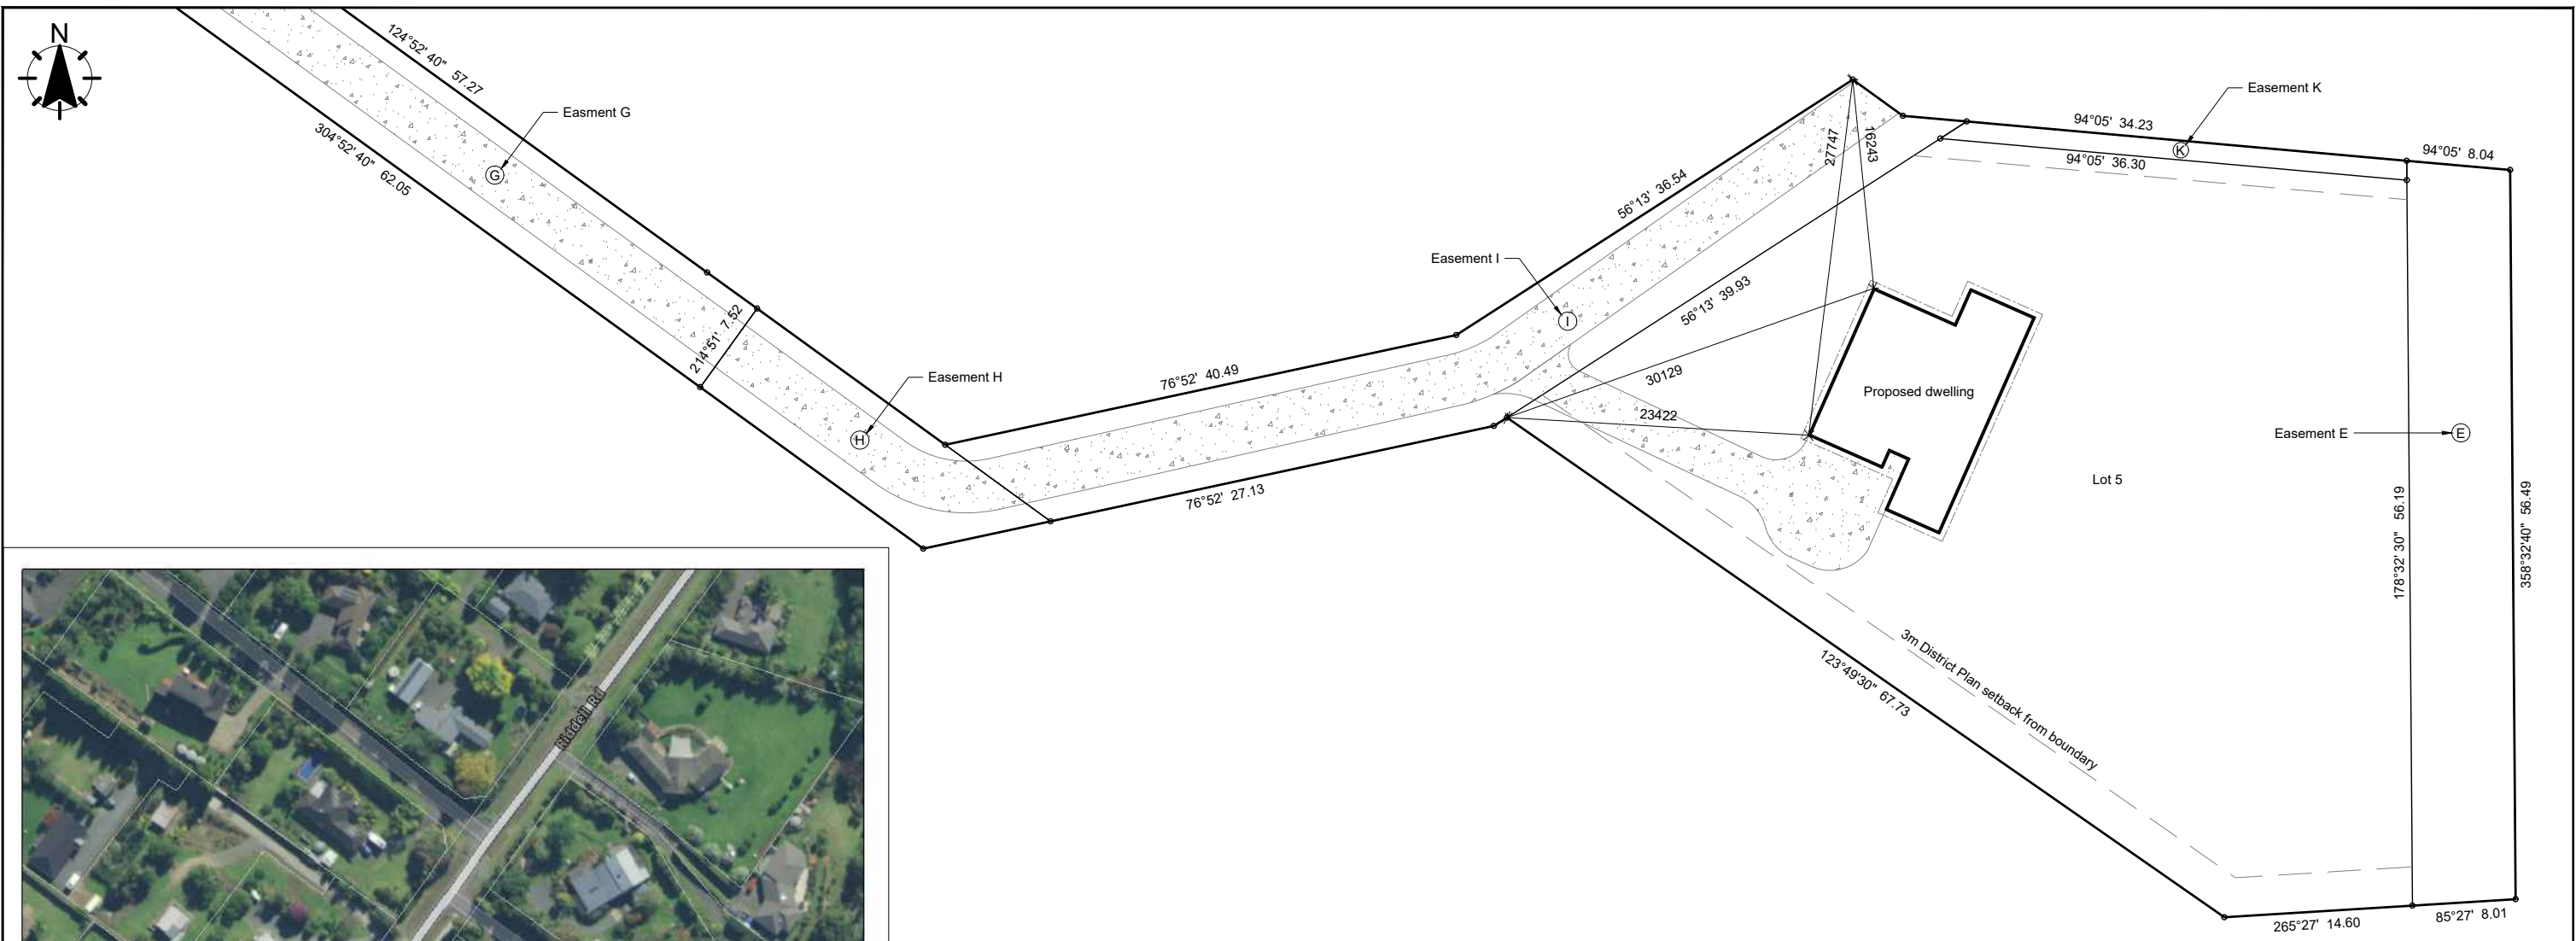 N
124°52' 40"  57.27
Easment G
G
304°52' 40"  62.05
214°51'  7.52
Easement H
H
76°52'  40.49
76°52'  27.13
56°13'  36.54
Easement I
I
56°13'  39.93
27747
16243
30129
23422
Easement K
K
94°05'  34.23
94°05'  36.30
94°05'  8.04
Proposed dwelling
Easement E
E
Lot 5
178°32' 30"  56.19
358°32'40"  56.49
3m District Plan setback from boundary
123°49'30"  67.73
265°27'  14.60
85°27'  8.01
Riddell Rd